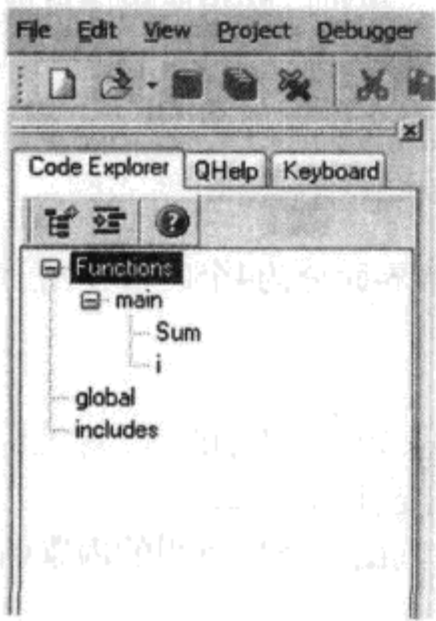 File Edit View Project Debugger
Code Explorer QHelp Keyboard
Functions
main
Sum
i
global
includes